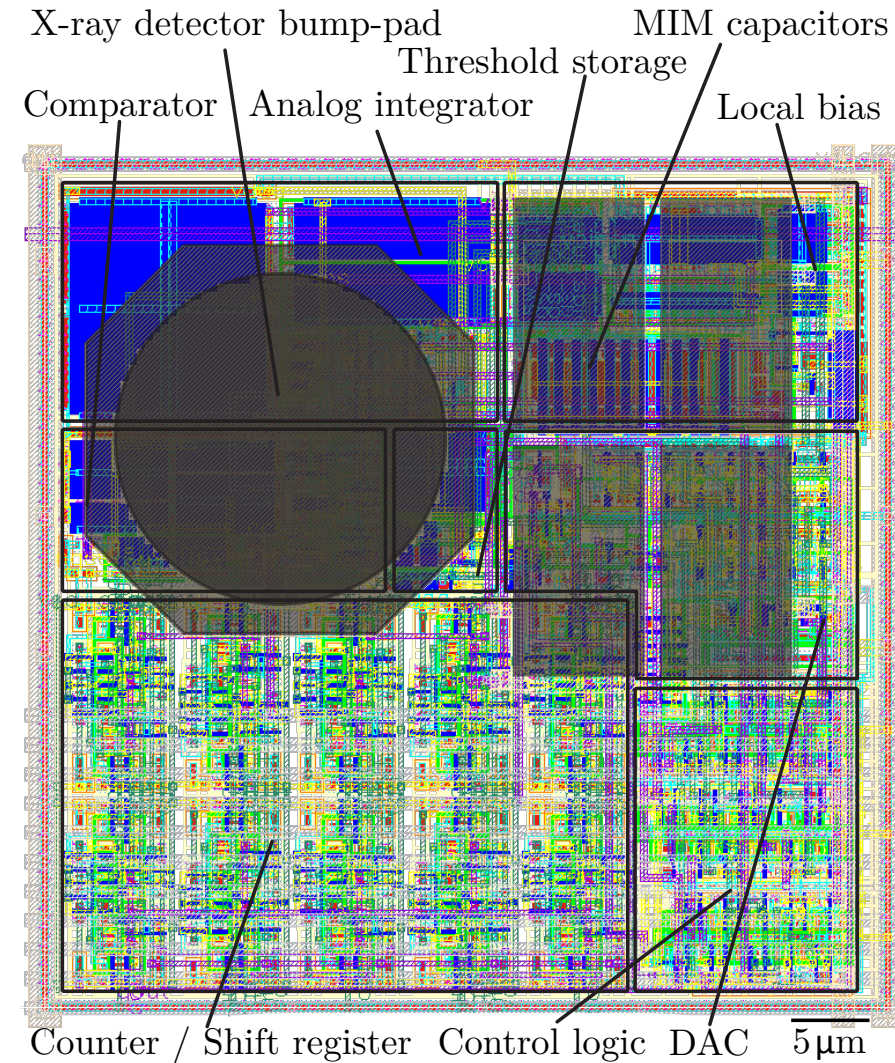 X-ray detector bump-pad
MIM capacitors
Threshold storage
Comparator
Analog integrator
Local bias
Counter / Shift register
Control logic
DAC
5 µm